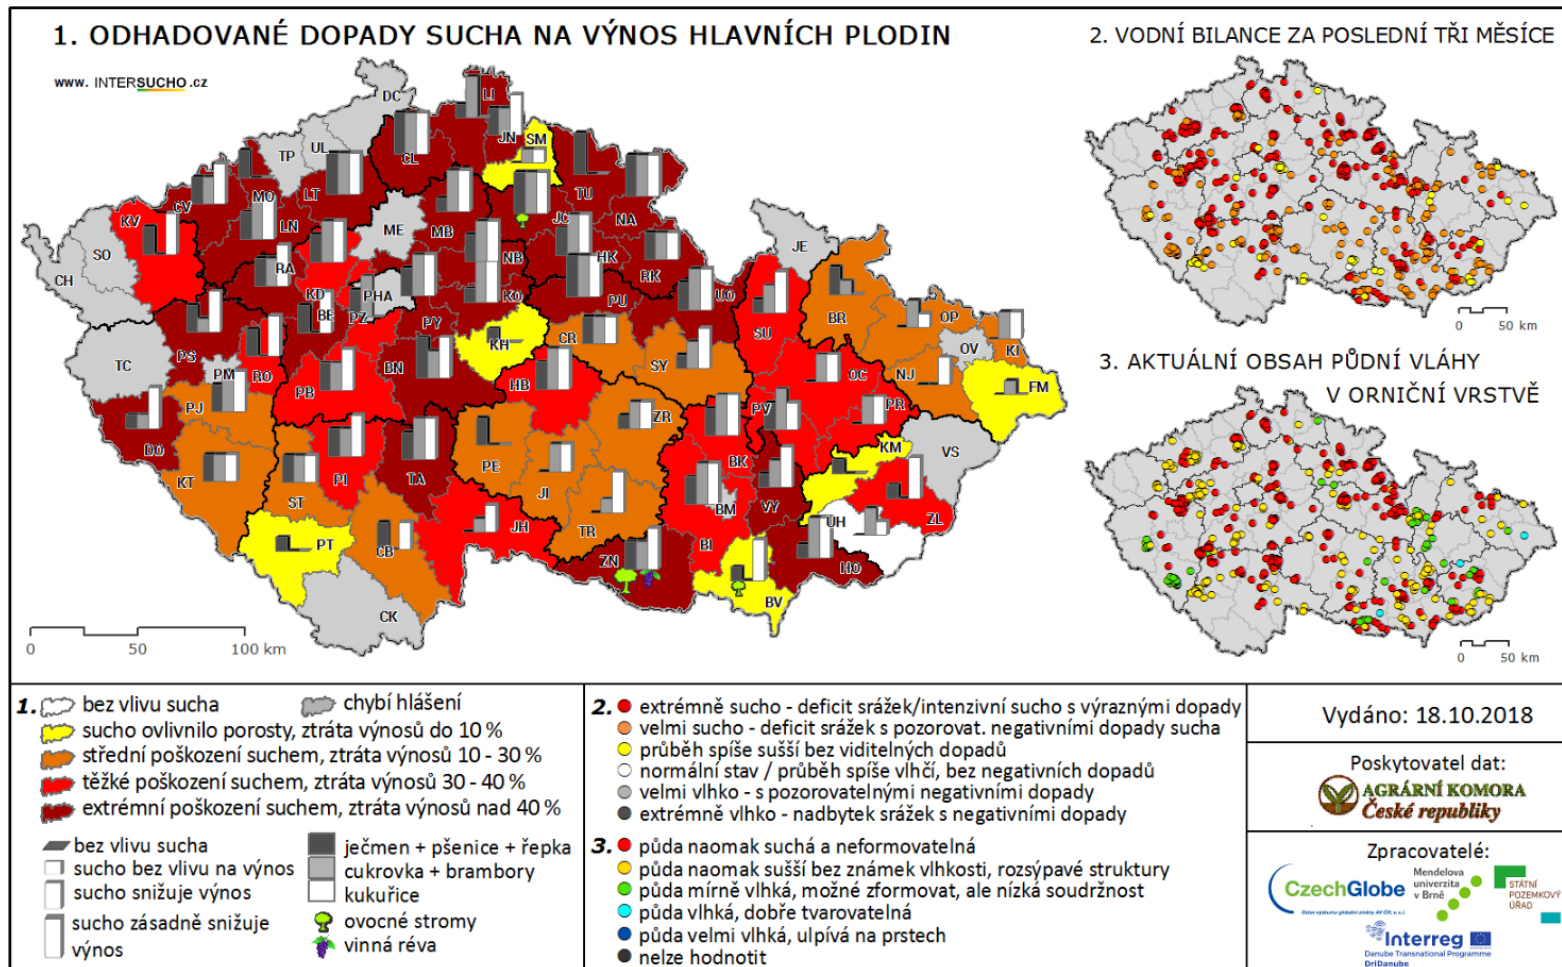 1. ODHADOVANÉ DOPADY SUCHA NA VÝNOS HLAVNÍCH PLODIN
www. INTERSUCHO.cz
DC
LI
JN
SM
CL
UL
TP
LT
MO
CV
KV
SO
CH
LN
ME
MB
JC
TU
NA
HK
RK
NB
RA
KD
PHA
BE
PZ
PY
KO
PU
UO
JE
BR
OP
OV
KI
NJ
FM
SU
TC
PS
PM
RO
PB
BN
KH
CR
SY
HB
OC
PV
PR
PJ
DO
KT
ST
PI
TA
PE
JI
ZR
TR
BK
BM
VY
KM
VS
ZL
UH
PT
CB
JH
ZN
BI
BV
HO
CK
0 50 100 km
2. VODNÍ BILANCE ZA POSLEDNÍ TŘI MĚSÍCE
0 50 km
3. AKTUÁLNÍ OBSAH PŮDNÍ VLÁHY
V ORNIČNÍ VRSTVĚ
0 50 km
1. bez vlivu sucha
chybí hlášení
sucho ovlivnilo porosty, ztráta výnosů do 10 %
střední poškození suchem, ztráta výnosů 10 - 30 %
těžké poškození suchem, ztráta výnosů 30 - 40 %
extrémní poškození suchem, ztráta výnosů nad 40 %
bez vlivu sucha
sucho bez vlivu na výnos
sucho snižuje výnos
sucho zásadně snižuje
výnos
ječmen + pšenice + řepka
cukrovka + brambory
kukuřice
ovocné stromy
vinná réva
2. extrémně sucho - deficit srážek/intenzivní sucho s výraznými dopady
velmi sucho - deficit srážek s pozorovat. negativními dopady sucha
průběh spíše sušší bez viditelných dopadů
normální stav / průběh spíše vlhčí, bez negativních dopadů
velmi vlhko - s pozorovatelnými negativními dopady
extrémně vlhko - nadbytek srážek s negativními dopady
3. půda naomak suchá a neformovatelná
půda naomak sušší bez známek vlhkosti, rozsýpavé struktury
půda mírně vlhká, možné zformovat, ale nízká soudržnost
půda vlhká, dobře tvarovatelná
půda velmi vlhká, ulpívá na prstech
nelze hodnotit
Vydáno: 18.10.2018
Poskytovatel dat:
AGRÁRNÍ KOMORA
České republiky
Zpracovatelé:
CzechGlobe
Ústav výzkumu globální změny AV ČR, v. v. i.
Mendelova
univerzita
v Brně
STÁTNÍ
POZEMKOVÝ
ÚŘAD
Interreg
Danube Transnational Programme
DriDanube